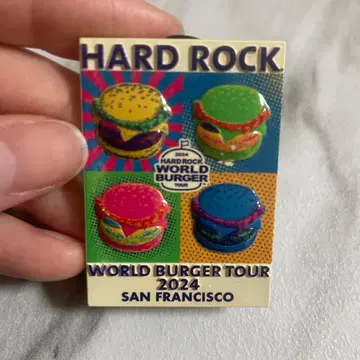 HARD ROCK
2024
HARD ROCK
WORLD
BURGER
TOUR
WORLD BURGER TOUR
2024
SAN FRANCISCO